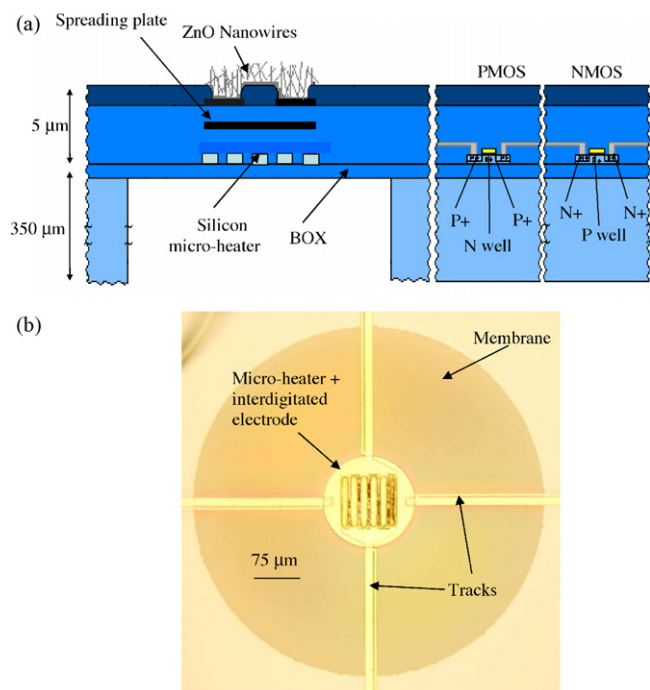 (a)
Spreading plate
ZnO Nanowires
PMOS
NMOS
5 μm
350 μm
Silicon
micro-heater
BOX
P+
P+
N well
N+
N+
P well
(b)
Membrane
Micro-heater +
interdigitated
electrode
75 μm
Tracks